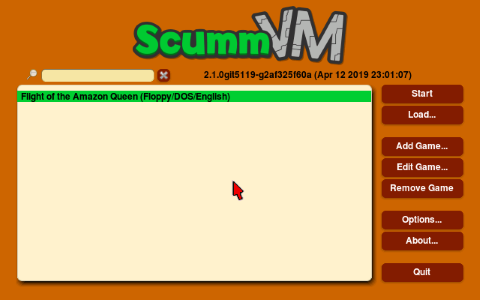 ScummVM
2.1.0git5119-g2af325f60a (Apr 12 2019 23:01:07)
Flight of the Amazon Queen (Floppy/DOS/English)
Start
Load...
Add Game...
Edit Game...
Remove Game
Options...
About...
Quit